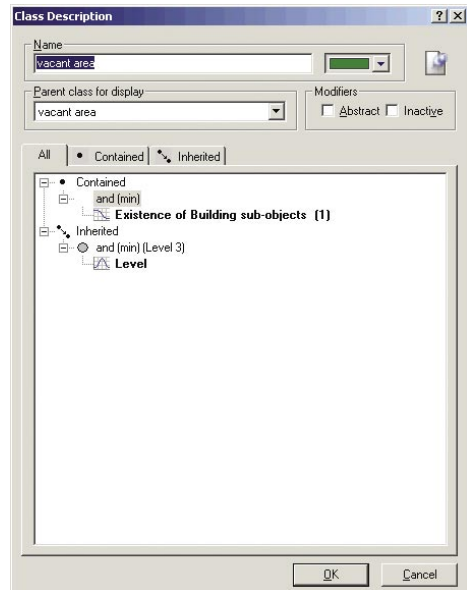 Class Description
Name
vacant area
Parent class for display
vacant area
Modifiers
Abstract Inactive
All Contained Inherited
Contained
and (min)
Existence of Building sub-objects (1)
Inherited
and (min) (Level 3)
Level
OK Cancel